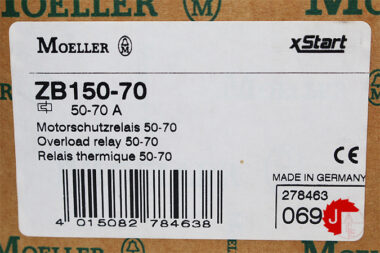 MOELLER
xStart
ZB150-70
50-70 A
Motorschutzrelais 50-70
Overload relay 50-70
Relais thermique 50-70
CE
MADE IN GERMANY
278463
069
J
4 015082 784638
MOELLER